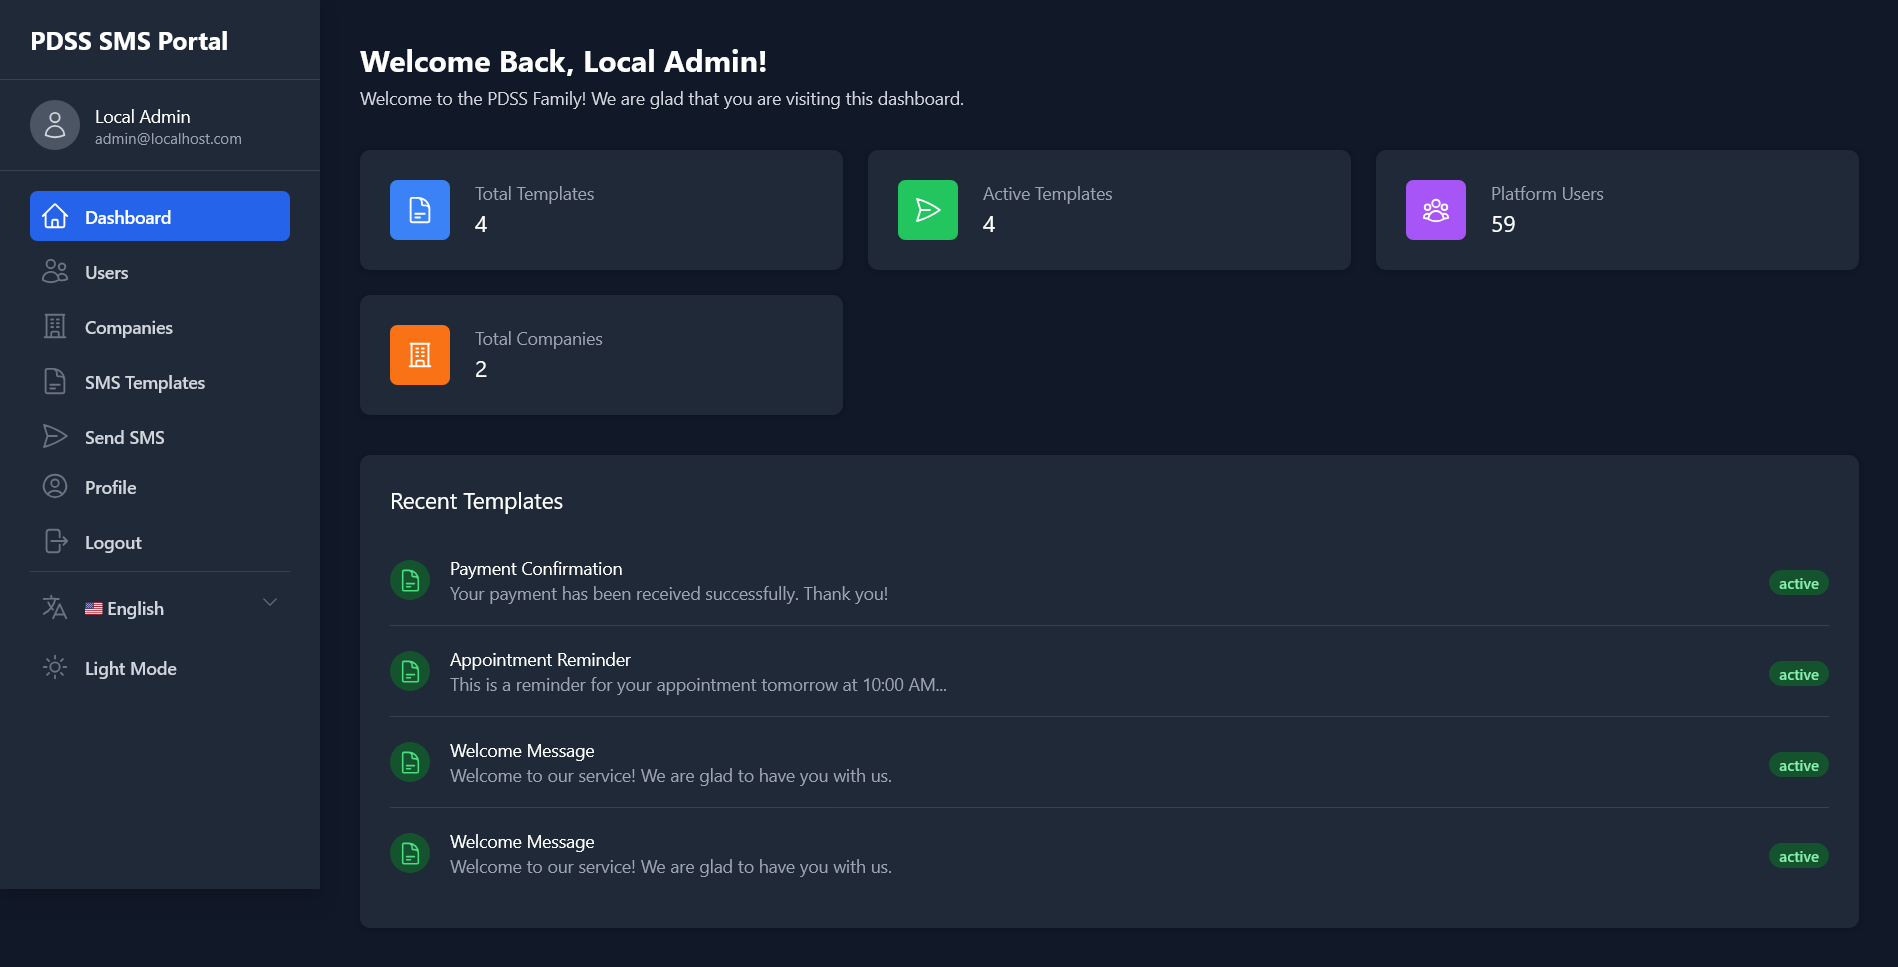 PDSS SMS Portal
Local Admin
admin@localhost.com
Dashboard
Users
Companies
SMS Templates
Send SMS
Profile
Logout
English
Light Mode
Welcome Back, Local Admin!
Welcome to the PDSS Family! We are glad that you are visiting this dashboard.
Total Templates
4
Active Templates
4
Platform Users
59
Total Companies
2
Recent Templates
Payment Confirmation
Your payment has been received successfully. Thank you!
active
Appointment Reminder
This is a reminder for your appointment tomorrow at 10:00 AM...
active
Welcome Message
Welcome to our service! We are glad to have you with us.
active
Welcome Message
Welcome to our service! We are glad to have you with us.
active